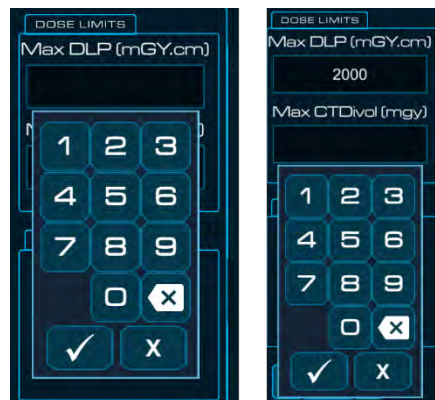 DOSE LIMITS
Max DLP (mGY.cm)
1 2 3
4 5 6
7 8 9
0 X
✓ X
DOSE LIMITS
Max DLP (mGY.cm)
2000
Max CTDivol (mgy)
1 2 3
4 5 6
7 8 9
0 X
✓ X